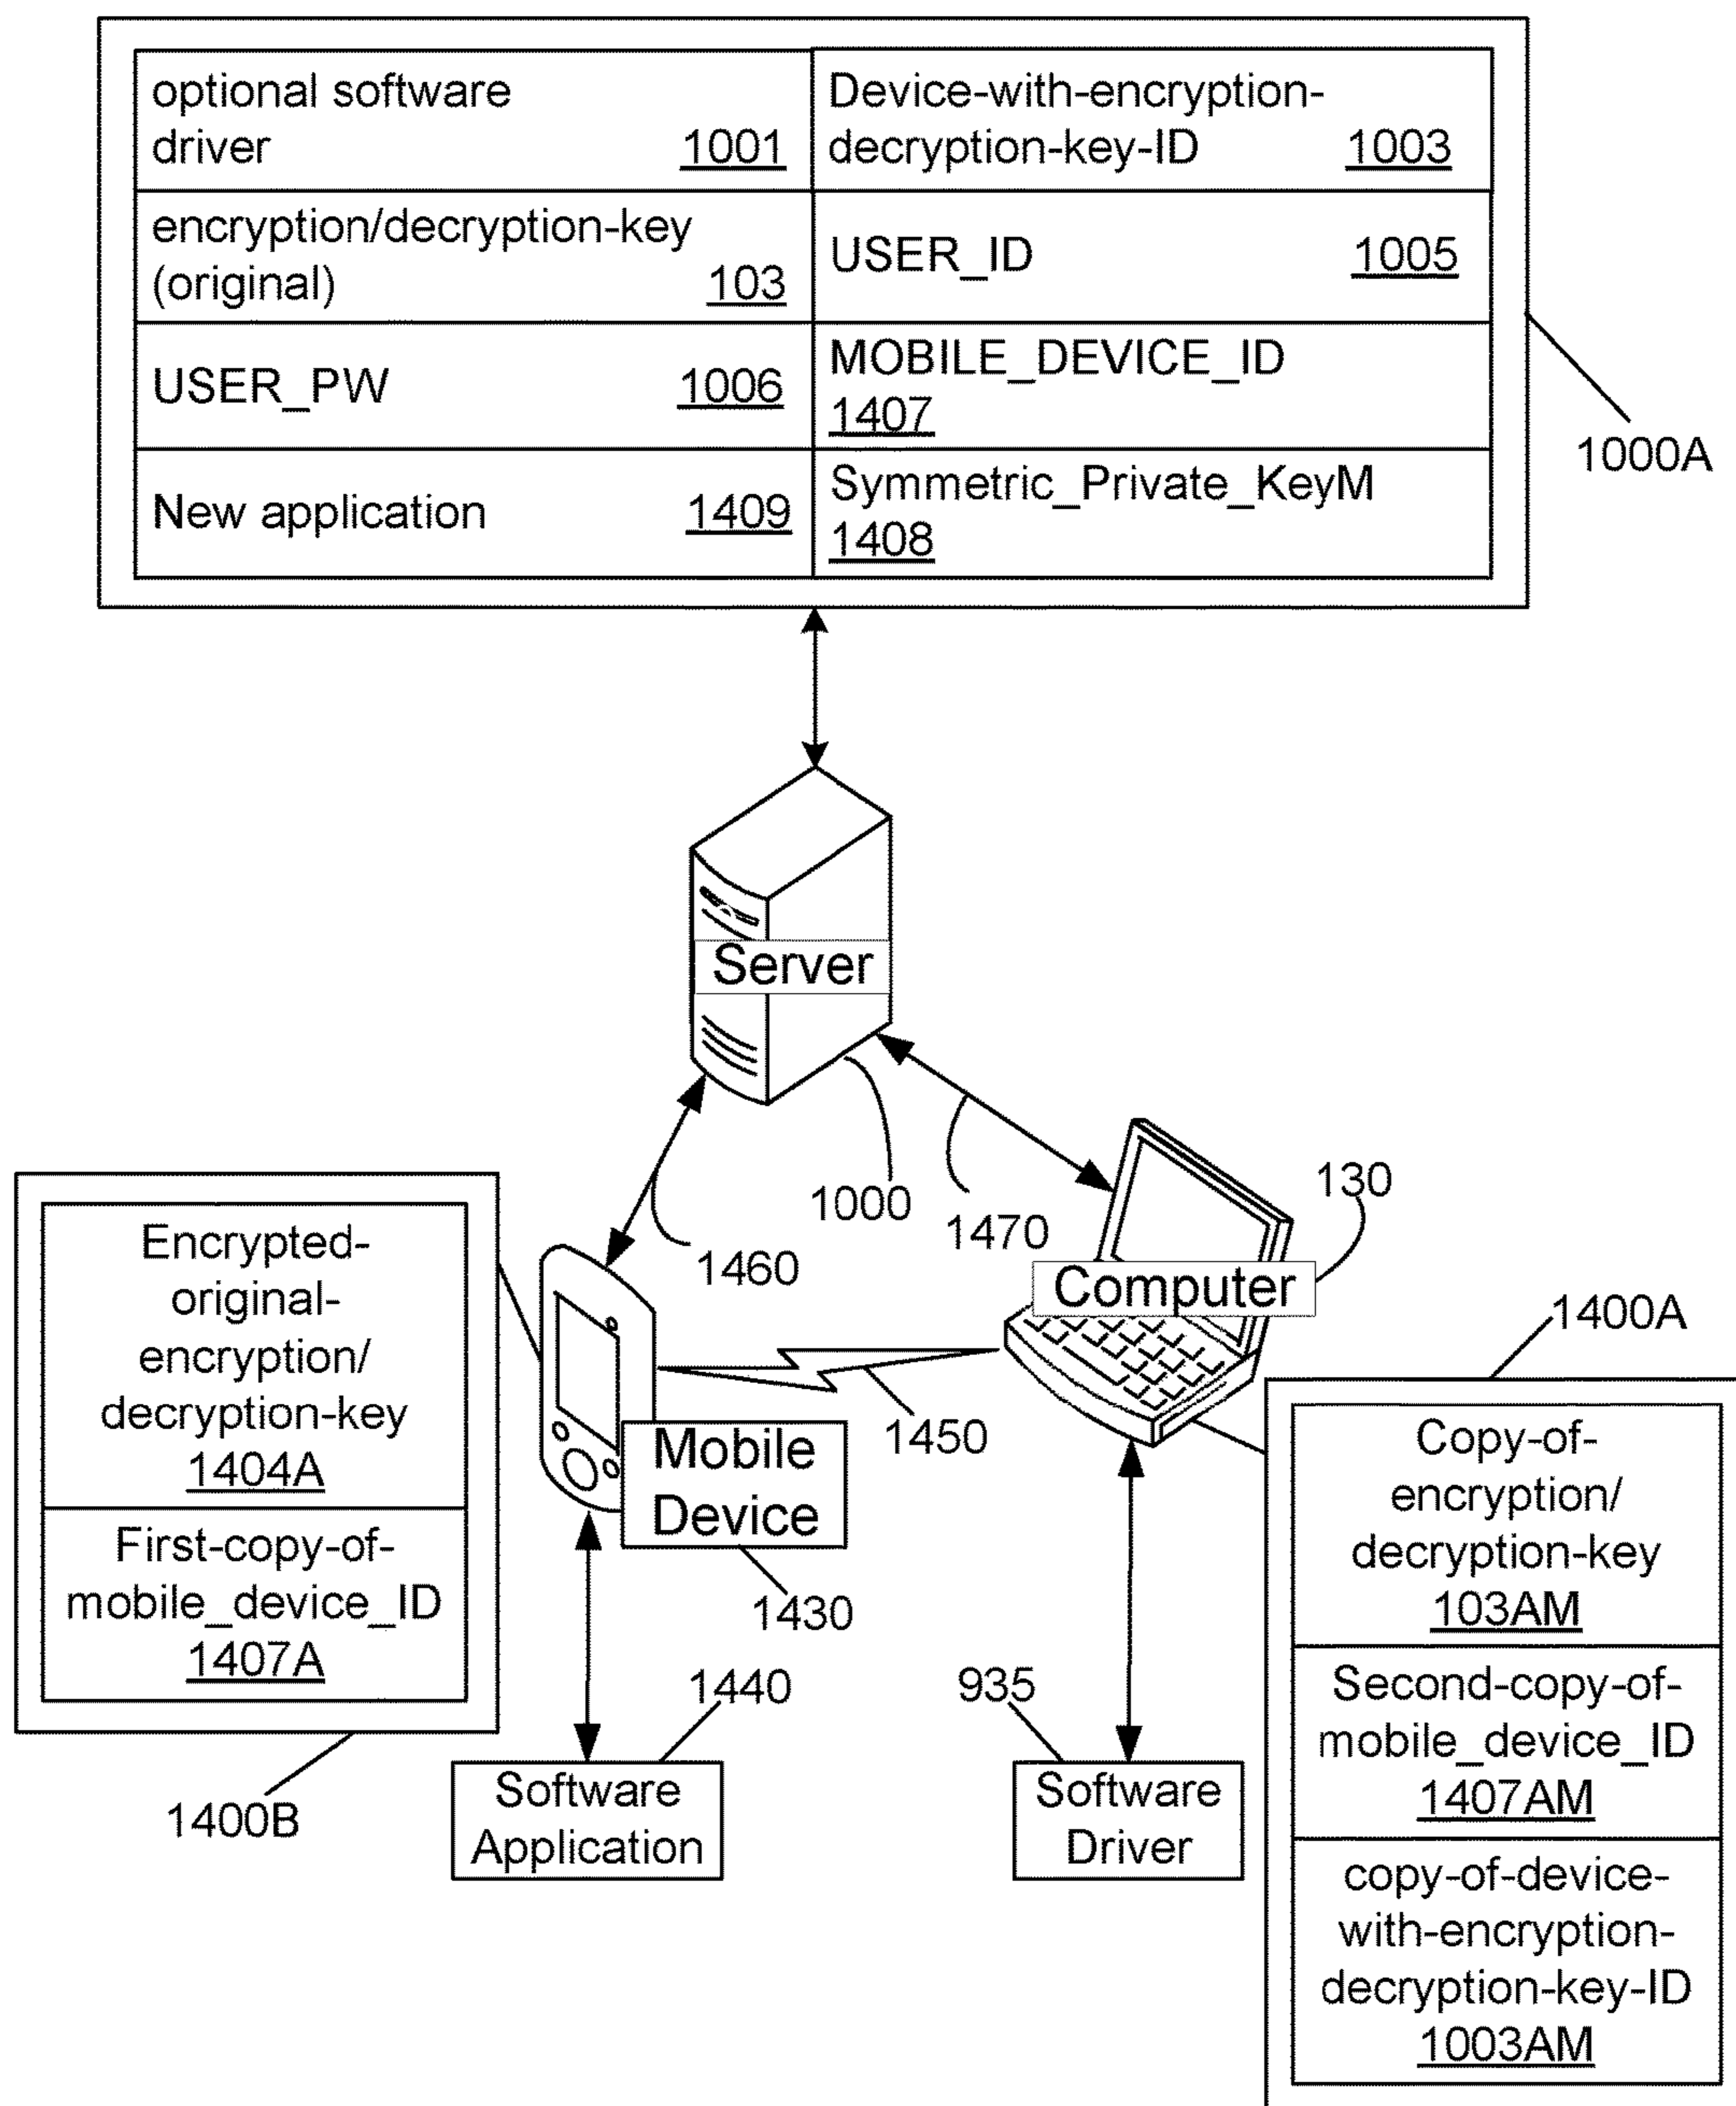 optional software
driver 1001
Device-with-encryption-
decryption-key-ID 1003
encryption/decryption-key
(original) 103
USER_ID 1005
USER_PW 1006
MOBILE_DEVICE_ID
1407
New application 1409
Symmetric_Private_KeyM
1408
1000A
Server
1000
1470
130
1460
Computer
1400A
Encrypted-
original-
encryption/
decryption-key
1404A
First-copy-of-
mobile_device_ID
1407A
1400B
1450
Mobile
Device
1430
1440
Software
Application
935
Software
Driver
Copy-of-
encryption/
decryption-key
103AM
Second-copy-of-
mobile_device_ID
1407AM
copy-of-device-
with-encryption-
decryption-key-ID
1003AM